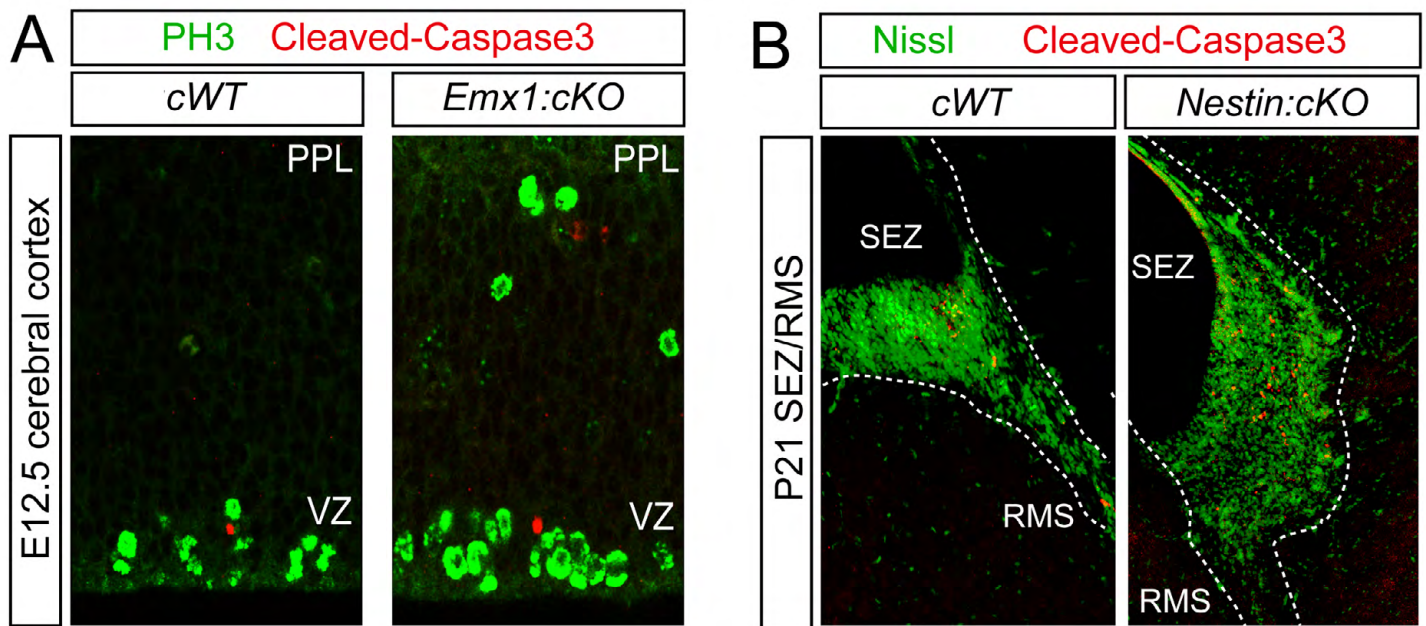 A
PH3 Cleaved-Caspase3
cWT
Emx1:cKO
E12.5 cerebral cortex
PPL
VZ
PPL
VZ
B
Nissl Cleaved-Caspase3
cWT
Nestin:cKO
P21 SEZ/RMS
SEZ
RMS
SEZ
RMS